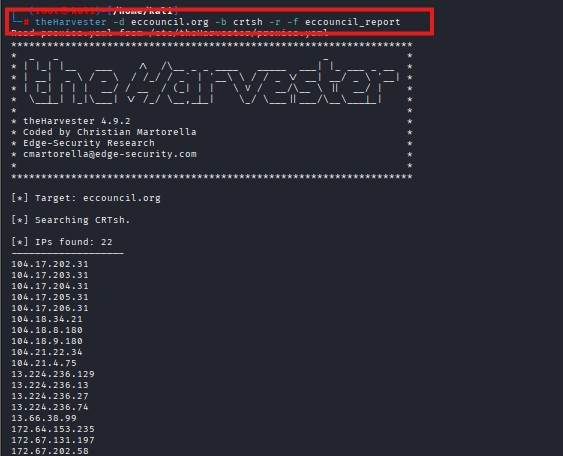 [root㉿kali]-[/home/kali]
# theHarvester -d eccouncil.org -b crtsh -r -f eccouncil_report
Read proxies.yaml from /etc/theHarvester/proxies.yaml
*******************************************************************
theHarvester
* theHarvester 4.9.2 *
* Coded by Christian Martorella *
* Edge-Security Research *
* cmartorella@edge-security.com *
* *
*******************************************************************
[*] Target: eccouncil.org
[*] Searching CRTsh.
[*] IPs found: 22
-------------------
104.17.202.31
104.17.203.31
104.17.204.31
104.17.205.31
104.17.206.31
104.18.34.21
104.18.8.180
104.18.9.180
104.21.22.34
104.21.4.75
13.224.236.129
13.224.236.13
13.224.236.27
13.224.236.74
13.66.38.99
172.64.153.235
172.67.131.197
172.67.202.58